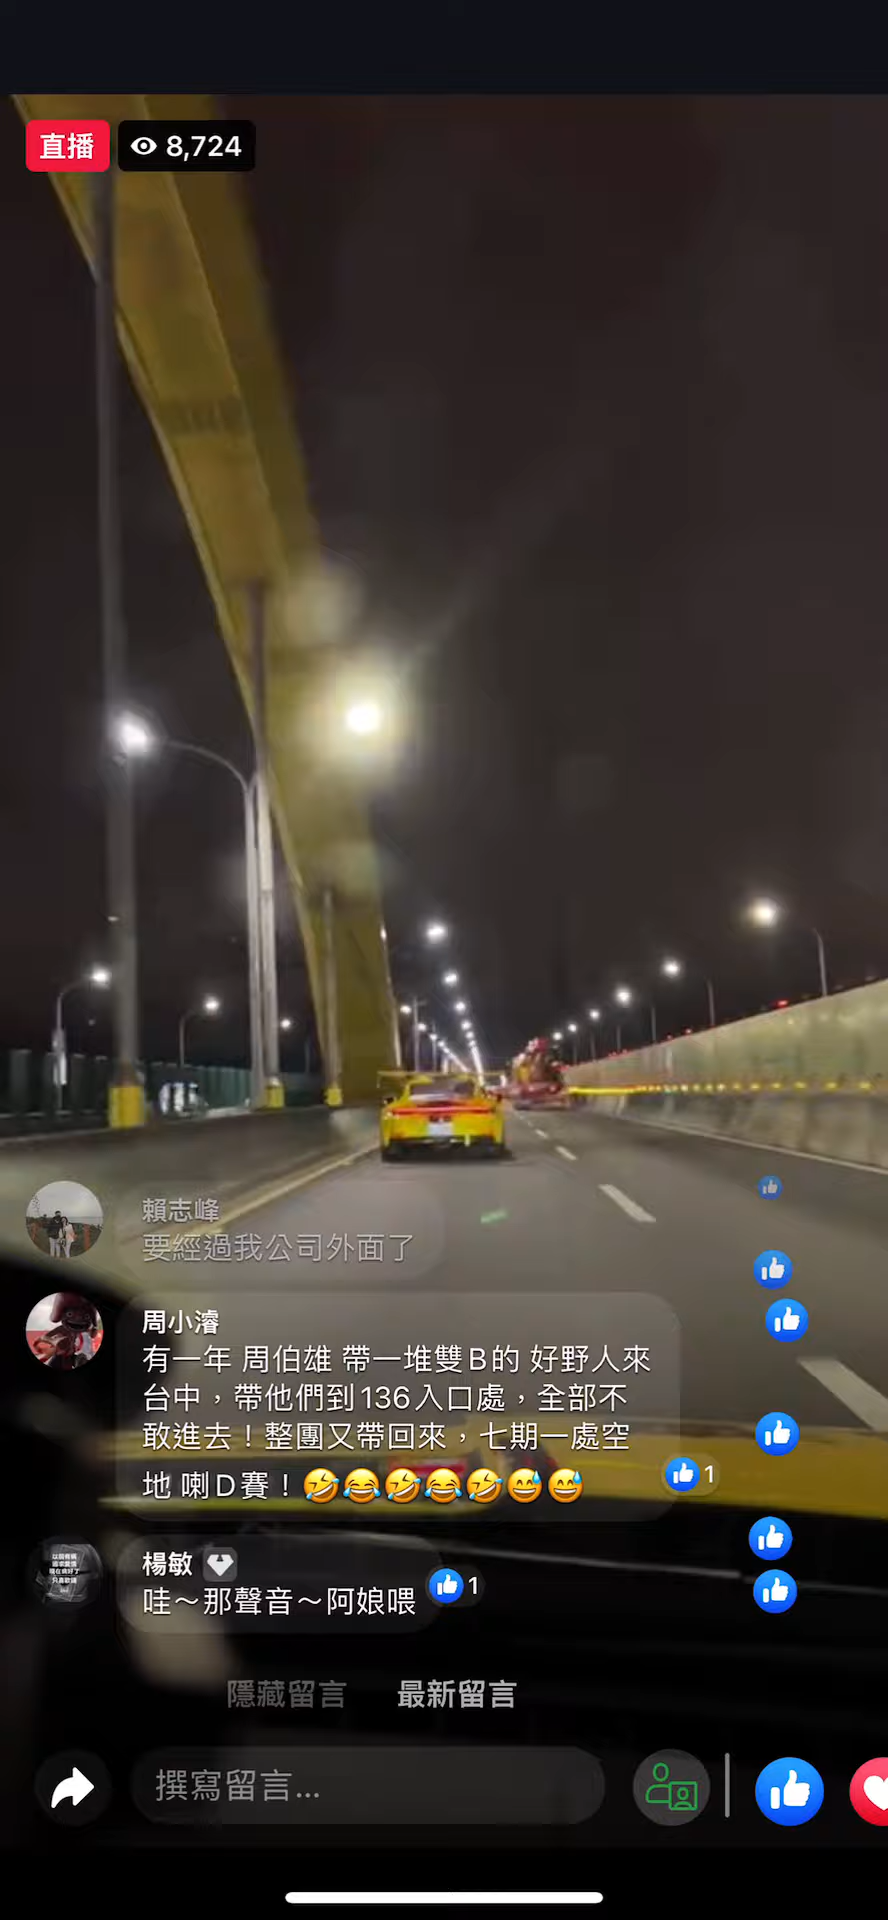 直播 8,724
賴志峰
要經過我公司外面了
周小濬
有一年 周伯雄 帶一堆雙B的 好野人來
台中，帶他們到136入口處，全部不
敢進去！整團又帶回來，七期一處空
地 喇D賽！🤣😂🤣😂🤣😅😅
1
楊敏
哇～那聲音～阿娘喂
1
隱藏留言 最新留言
撰寫留言...